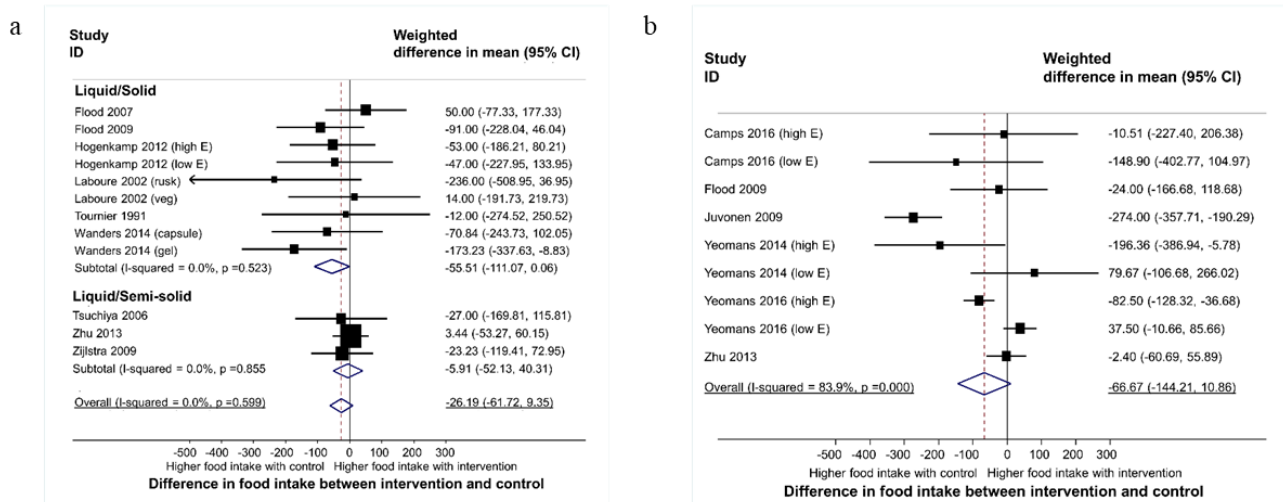 a
Study
ID
Weighted
difference in mean (95% CI)
Liquid/Solid
Flood 2007 50.00 (-77.33, 177.33)
Flood 2009 -91.00 (-228.04, 46.04)
Hogenkamp 2012 (high E) -53.00 (-186.21, 80.21)
Hogenkamp 2012 (low E) -47.00 (-227.95, 133.95)
Laboure 2002 (rusk) -236.00 (-508.95, 36.95)
Laboure 2002 (veg) 14.00 (-191.73, 219.73)
Tournier 1991 -12.00 (-274.52, 250.52)
Wanders 2014 (capsule) -70.84 (-243.73, 102.05)
Wanders 2014 (gel) -173.23 (-337.63, -8.83)
Subtotal (I-squared = 0.0%, p =0.523) -55.51 (-111.07, 0.06)
Liquid/Semi-solid
Tsuchiya 2006 -27.00 (-169.81, 115.81)
Zhu 2013 3.44 (-53.27, 60.15)
Zijlstra 2009 -23.23 (-119.41, 72.95)
Subtotal (I-squared = 0.0%, p =0.855 -5.91 (-52.13, 40.31)
Overall (I-squared = 0.0%, p =0.599) -26.19 (-61.72, 9.35)
-500 -400 -300 -200 -100 0 100 200 300
Higher food intake with control Higher food intake with intervention
Difference in food intake between intervention and control
b
Study
ID
Weighted
difference in mean (95% CI)
Camps 2016 (high E) -10.51 (-227.40, 206.38)
Camps 2016 (low E) -148.90 (-402.77, 104.97)
Flood 2009 -24.00 (-166.68, 118.68)
Juvonen 2009 -274.00 (-357.71, -190.29)
Yeomans 2014 (high E) -196.36 (-386.94, -5.78)
Yeomans 2014 (low E) 79.67 (-106.68, 266.02)
Yeomans 2016 (high E) -82.50 (-128.32, -36.68)
Yeomans 2016 (low E) 37.50 (-10.66, 85.66)
Zhu 2013 -2.40 (-60.69, 55.89)
Overall (I-squared = 83.9%, p =0.000) -66.67 (-144.21, 10.86)
-500 -400 -300 -200 -100 0 100 200 300
Higher food intake with control Higher food intake with intervention
Difference in food intake between intervention and control